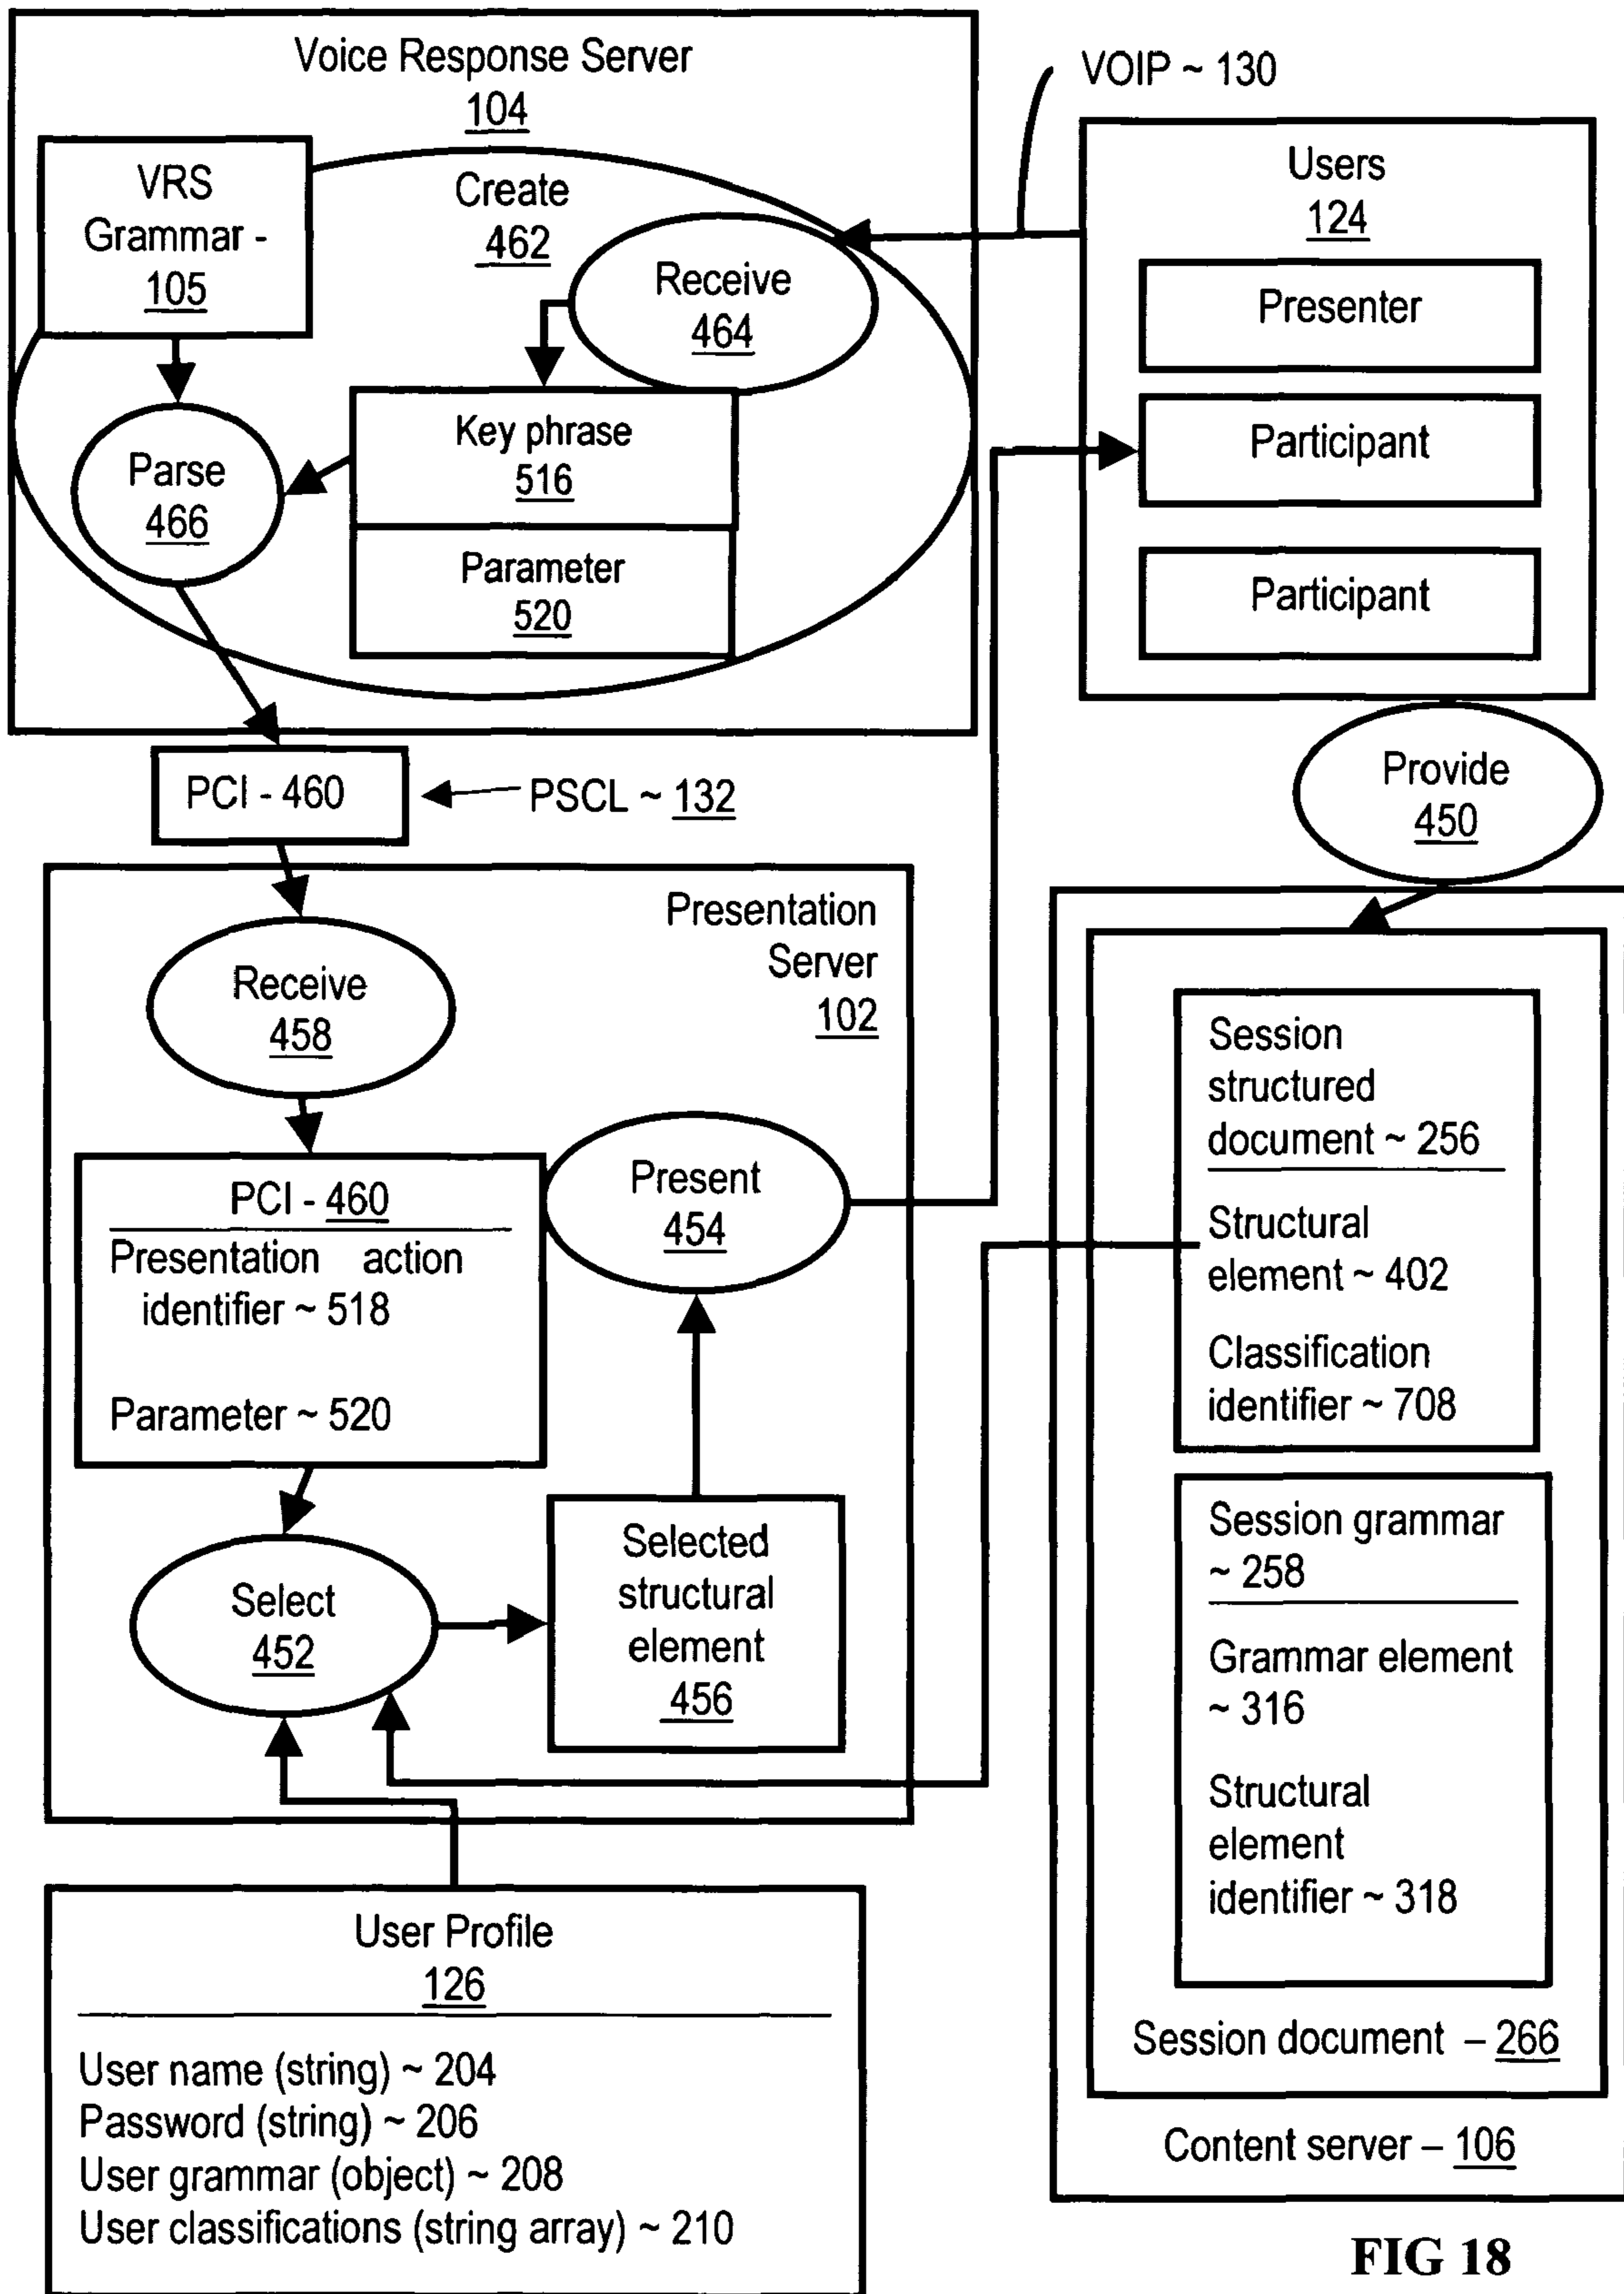 Voice Response Server
104
VRS
Grammar -
105
Create
462
Receive
464
Key phrase
516
Parameter
520
Parse
466
VOIP ~ 130
Users
124
Presenter
Participant
Participant
Provide
450
PCI - 460
PSCL ~ 132
Presentation
Server
102
Receive
458
PCI - 460
Presentation action
identifier ~ 518
Parameter ~ 520
Present
454
Select
452
Selected
structural
element
456
User Profile
126
User name (string) ~ 204
Password (string) ~ 206
User grammar (object) ~ 208
User classifications (string array) ~ 210
Session
structured
document ~ 256
Structural
element ~ 402
Classification
identifier ~ 708
Session grammar
~ 258
Grammar element
~ 316
Structural
element
identifier ~ 318
Session document – 266
Content server – 106
FIG 18